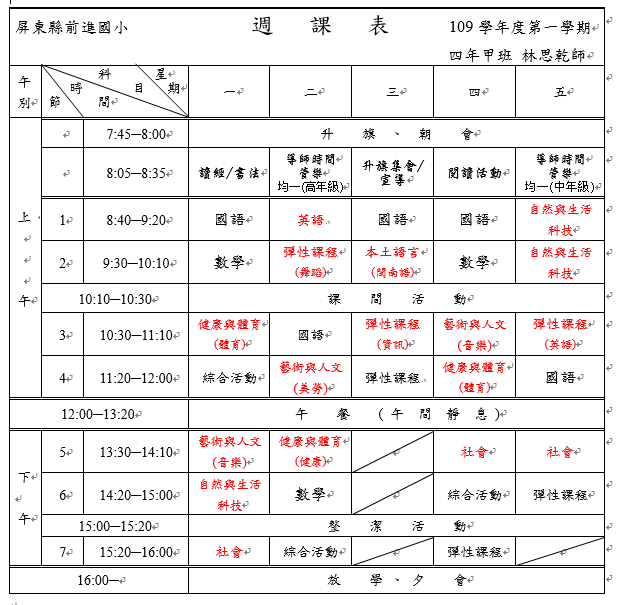 屏東縣前進國小 週 課 表 109 學年度第一學期
四年甲班 林思乾師
午別 節 時間 科目 星期 一 二 三 四 五
上午
7:45—8:00 升 旗 、 朝 會
8:05—8:35 讀經/書法 導師時間 管樂 均一(高年級) 升旗集會/宣導 閱讀活動 導師時間 管樂 均一(中年級)
1 8:40—9:20 國語 英語 國語 國語 自然與生活科技
2 9:30—10:10 數學 彈性課程(舞蹈) 本土語言(閩南語) 數學 自然與生活科技
10:10—10:30 課 間 活 動
3 10:30—11:10 健康與體育(體育) 國語 彈性課程(資訊) 藝術與人文(音樂) 彈性課程(英語)
4 11:20—12:00 綜合活動 藝術與人文(美勞) 彈性課程 健康與體育(體育) 國語
12:00—13:20 午 餐 (午 間 靜 息)
下午
5 13:30—14:10 藝術與人文(音樂) 健康與體育(健康) 社會 社會
6 14:20—15:00 自然與生活科技 數學 綜合活動 彈性課程
15:00—15:20 整 潔 活 動
7 15:20—16:00 社會 綜合活動 彈性課程
16:00— 放 學 、 夕 會